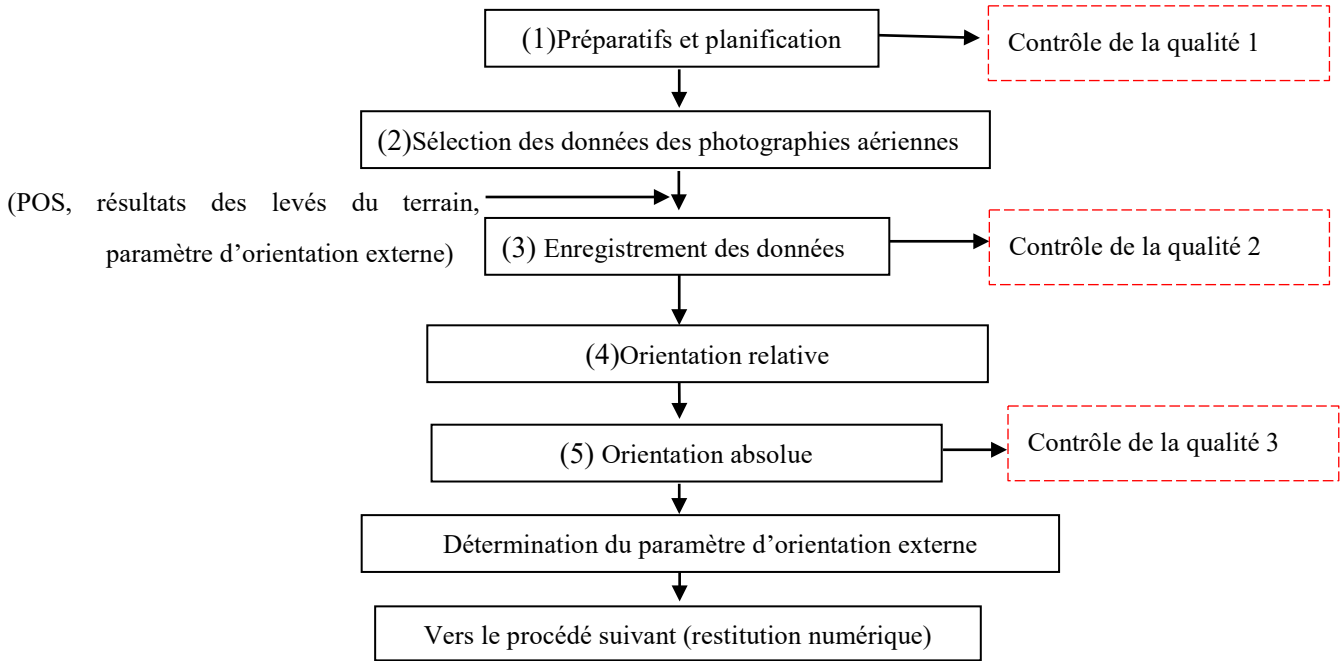 (1)Préparatifs et planification
Contrôle de la qualité 1
(2)Sélection des données des photographies aériennes
(POS, résultats des levés du terrain,
paramètre d’orientation externe)
(3) Enregistrement des données
Contrôle de la qualité 2
(4)Orientation relative
(5) Orientation absolue
Contrôle de la qualité 3
Détermination du paramètre d’orientation externe
Vers le procédé suivant (restitution numérique)